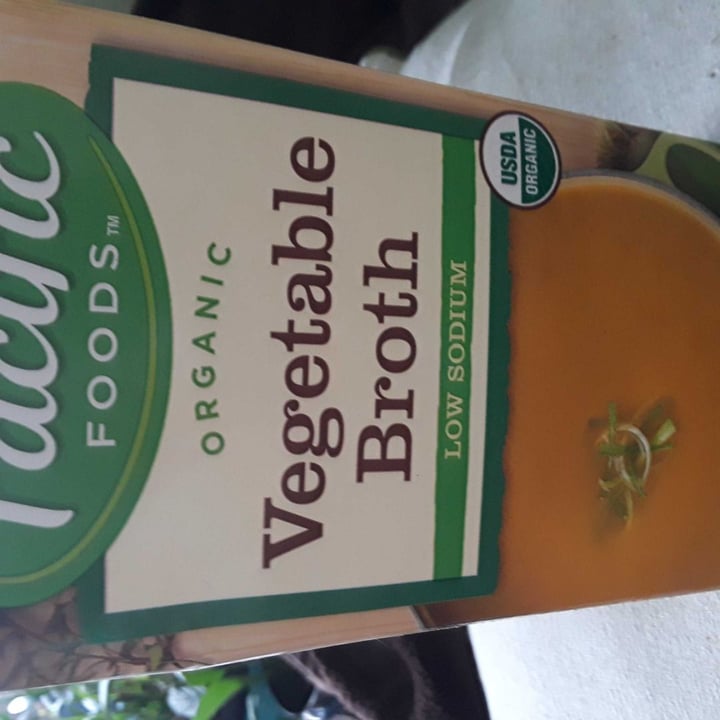 Pacific
FOODS™
ORGANIC
Vegetable
Broth
LOW SODIUM
USDA
ORGANIC